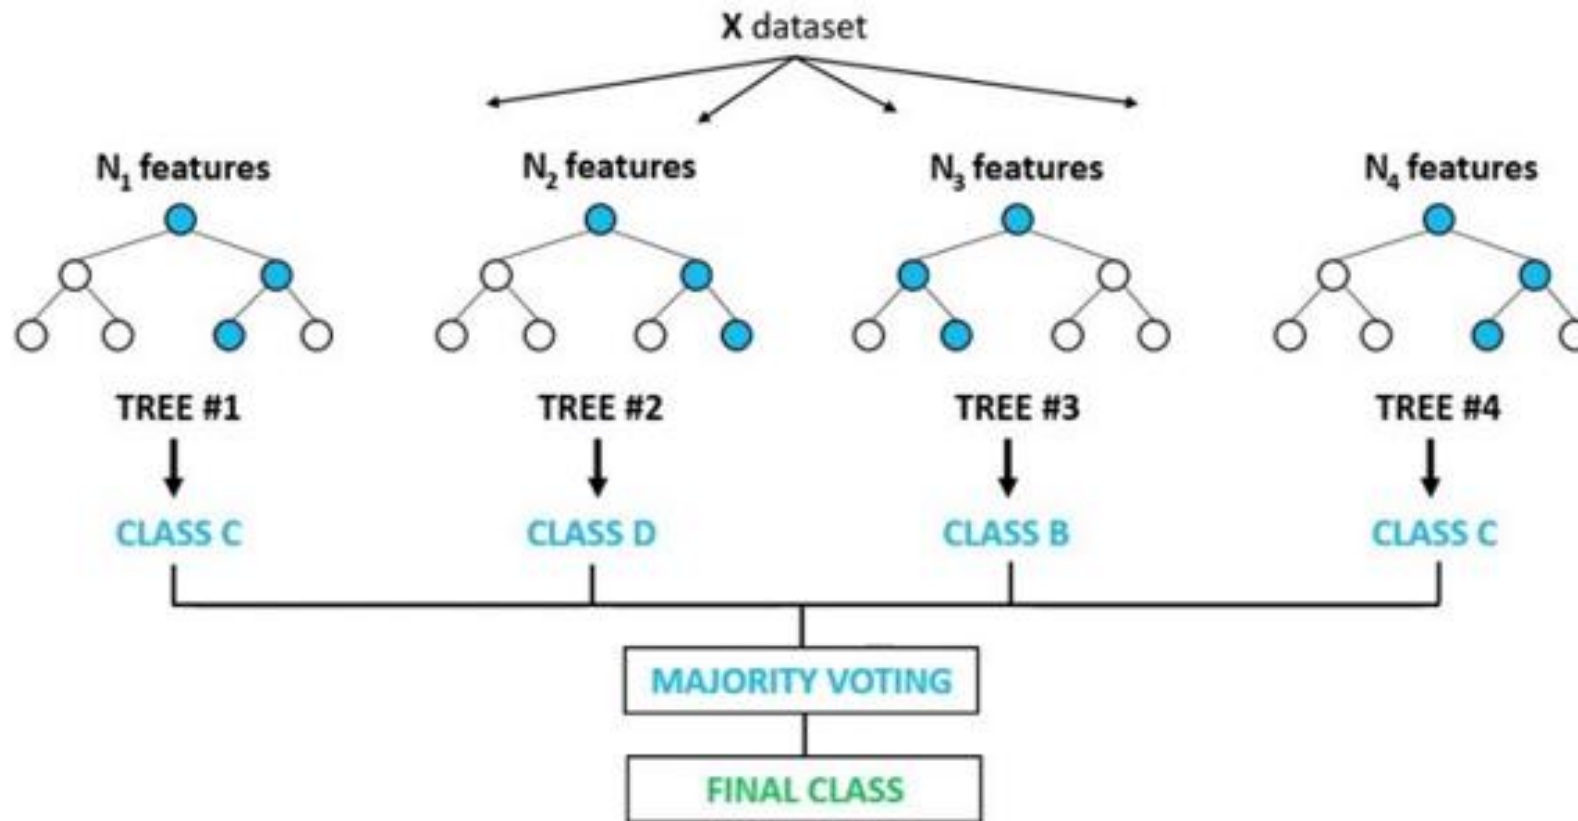 X dataset
N₁ features N₂ features N₃ features N₄ features
TREE #1 TREE #2 TREE #3 TREE #4
CLASS C CLASS D CLASS B CLASS C
MAJORITY VOTING
FINAL CLASS